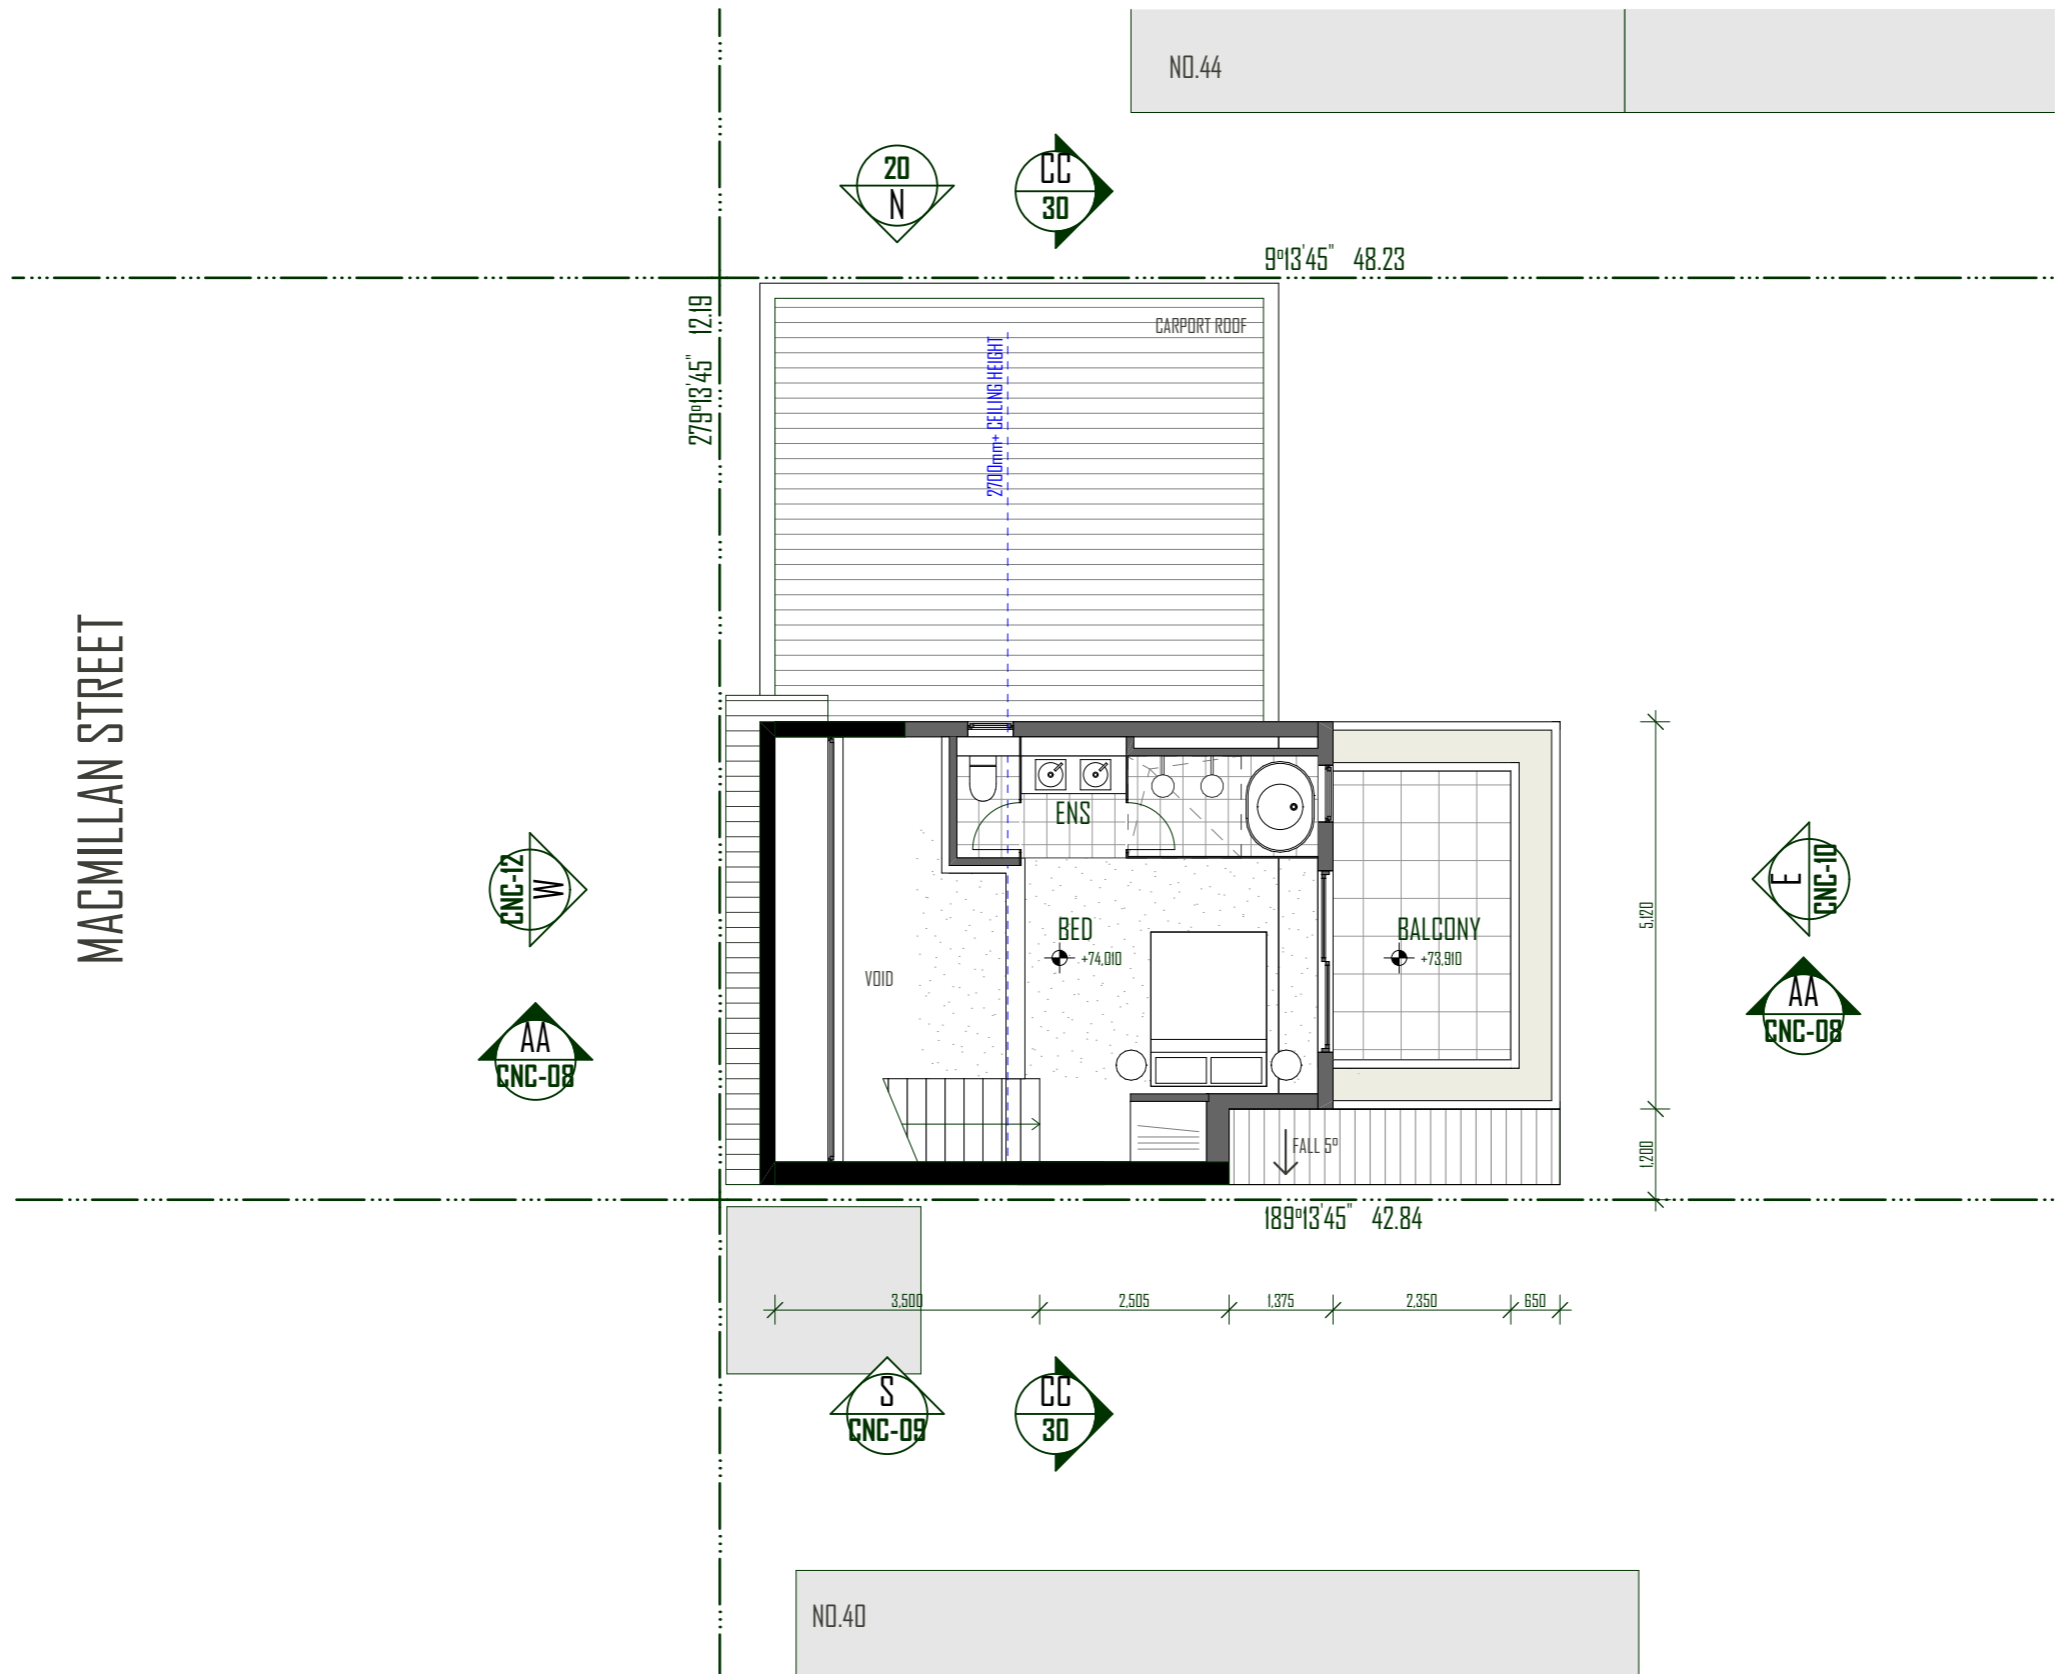 NO.44
20
N
CC
30
9°13'45" 48.23
279°13'45" 12.19
CARPORT ROOF
2700mm+ CEILING HEIGHT
MACMILLAN STREET
ENS
CNC-12
W
BED
+74,010
BALCONY
+73,910
E
CNC-10
5,120
VOID
AA
CNC-08
AA
CNC-08
FALL 5°
1,200
189°13'45" 42.84
3,500
2,505
1,375
2,350
650
S
CNC-09
CC
30
NO.40